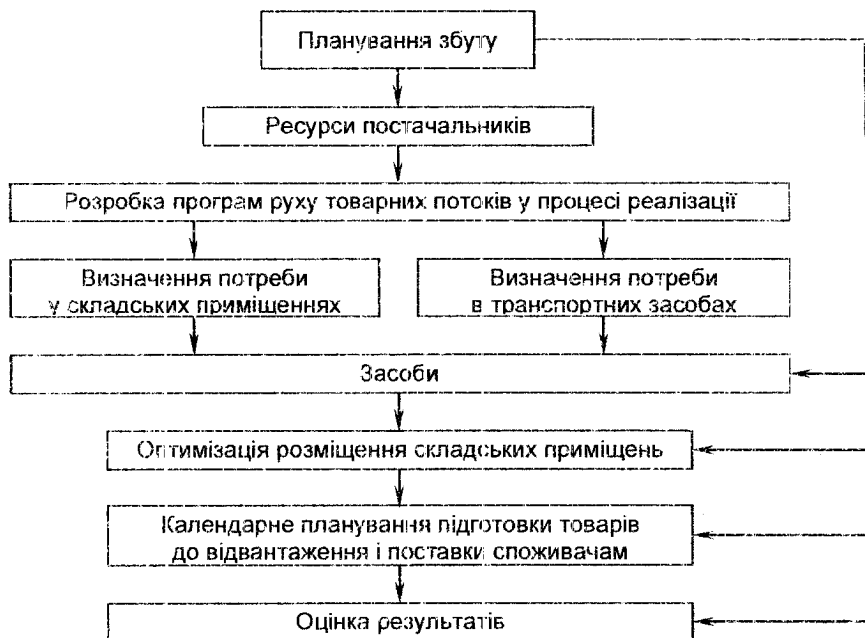 Планування збуту
Ресурси постачальників
Розробка програм руху товарних потоків у процесі реалізації
Визначення потреби
у складських приміщеннях
Визначення потреби
в транспортних засобах
Засоби
Оптимізація розміщення складських приміщень
Календарне планування підготовки товарів
до відвантаження і поставки споживачам
Оцінка результатів